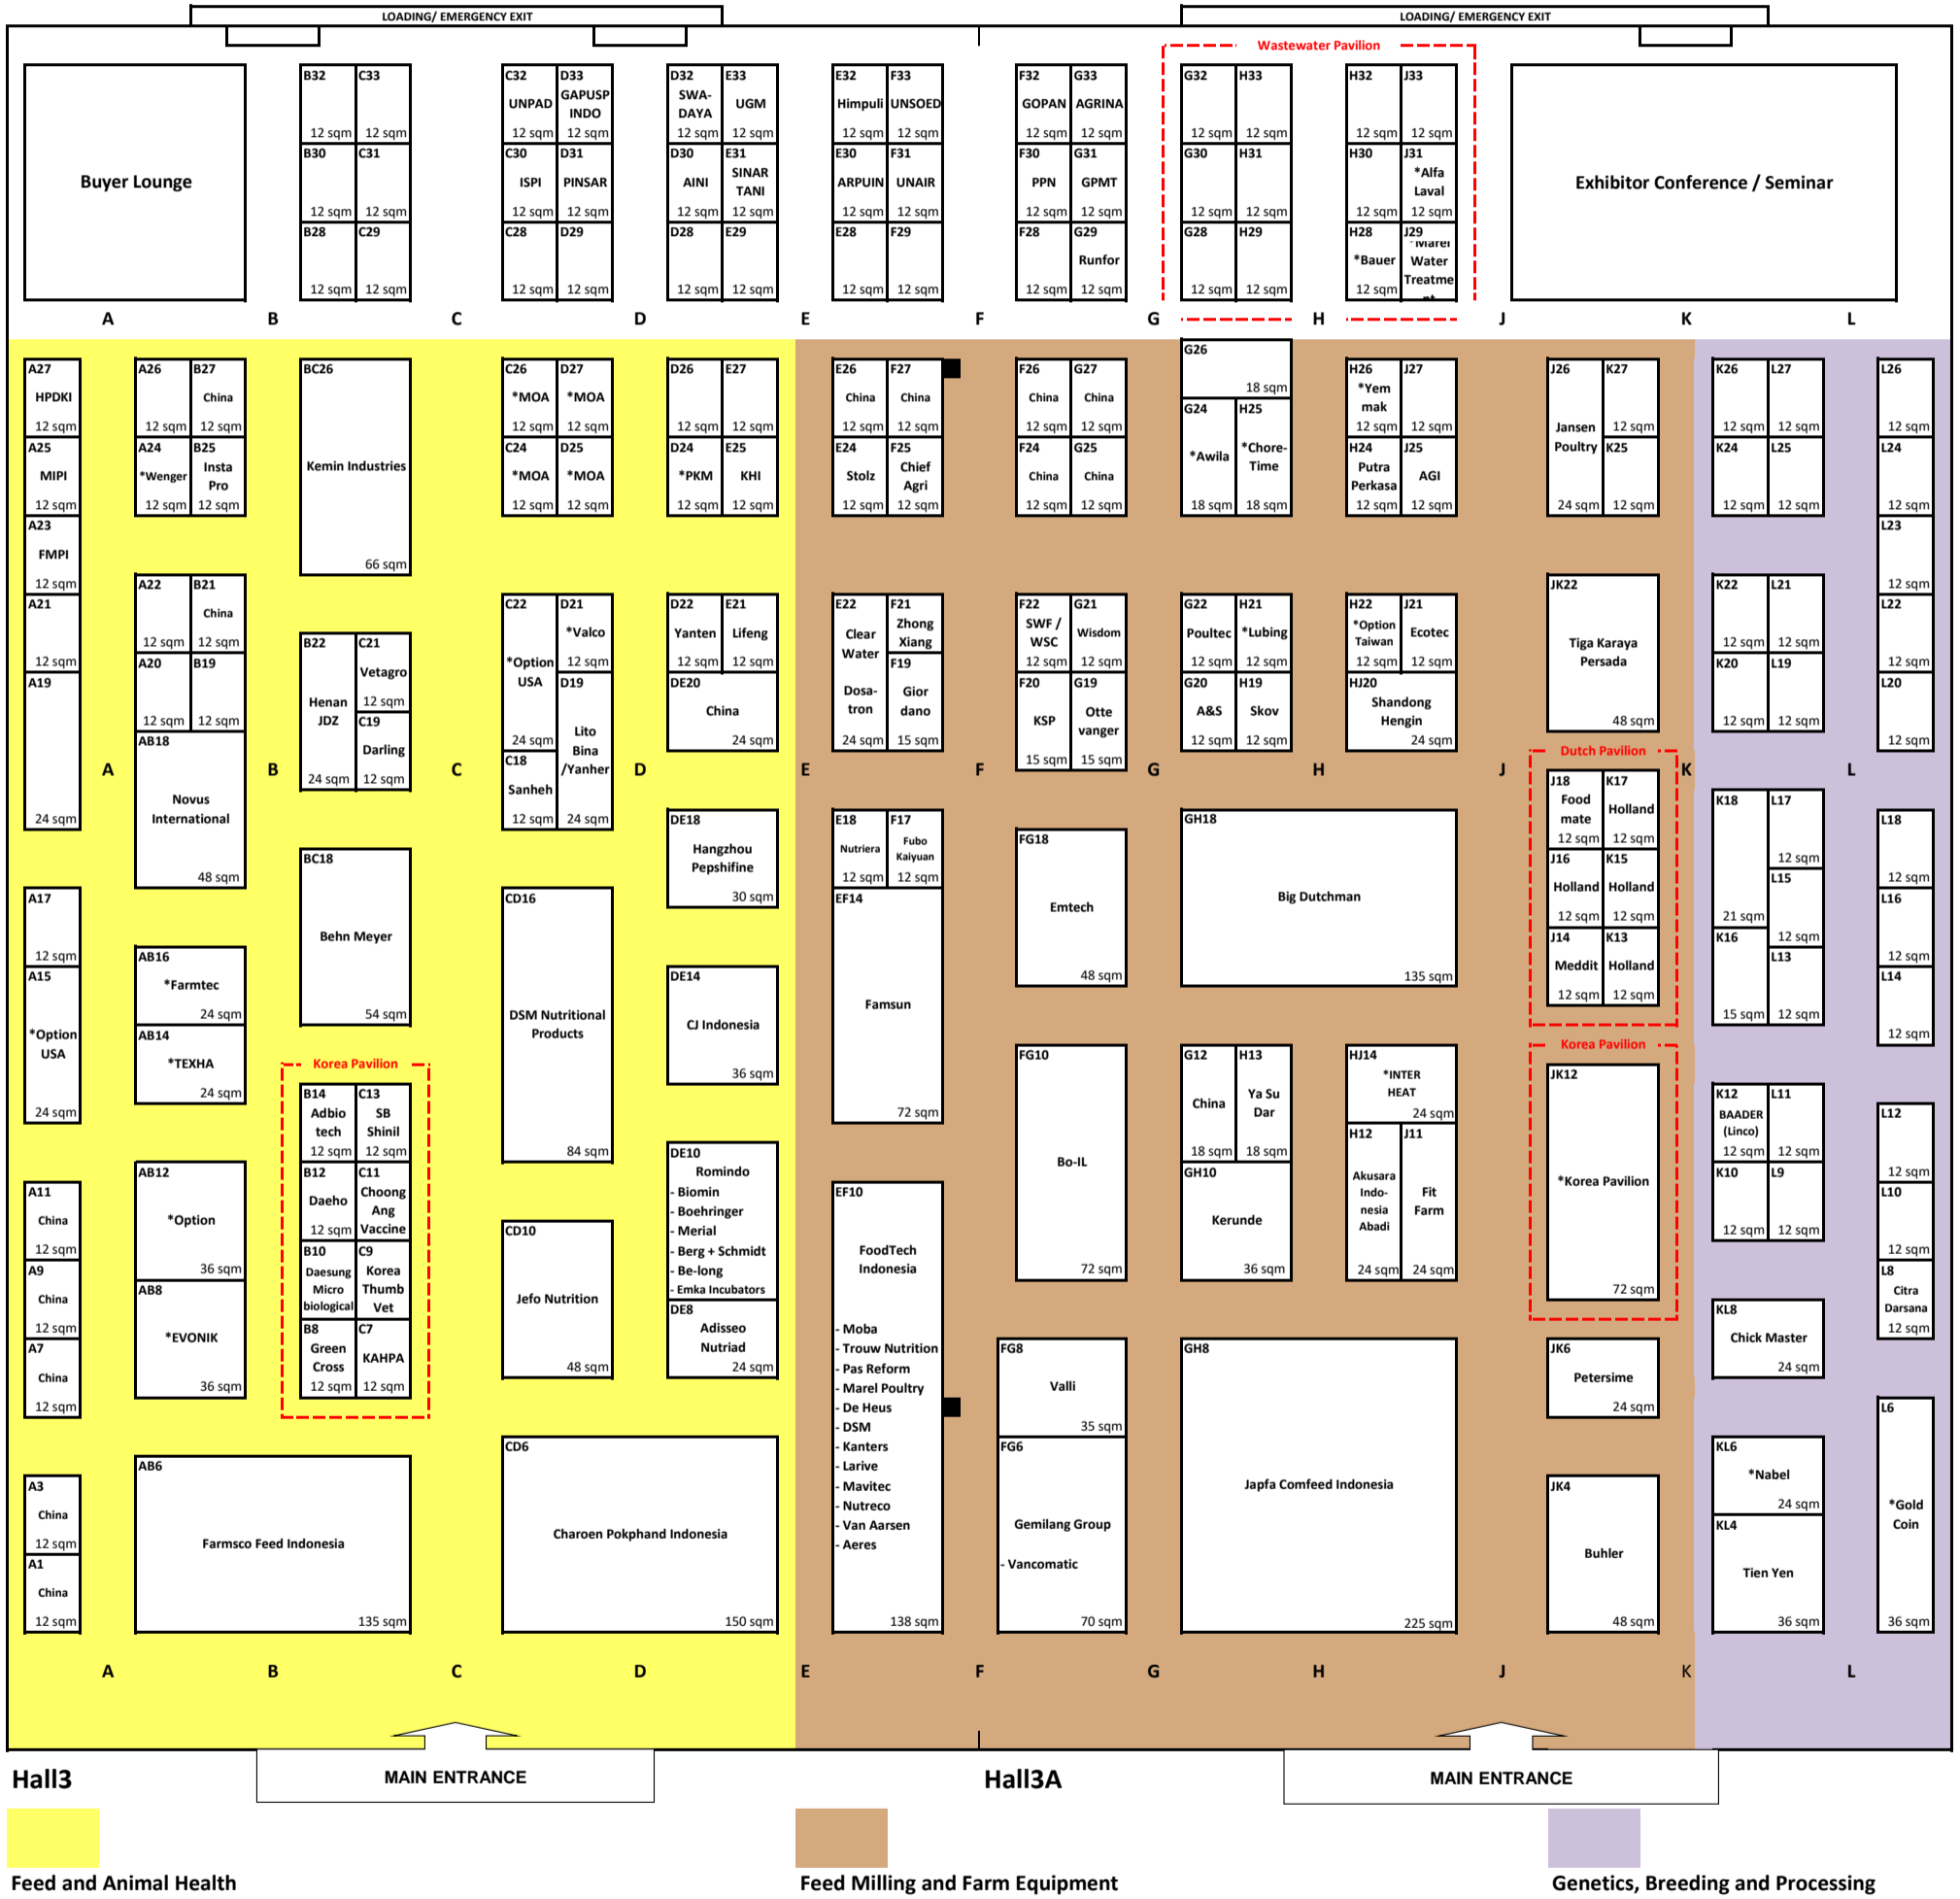 LOADING/ EMERGENCY EXIT
LOADING/ EMERGENCY EXIT
Wastewater Pavilion
Buyer Lounge
B32
12 sqm
C33
12 sqm
B30
12 sqm
C31
12 sqm
B28
12 sqm
C29
12 sqm
C32
UNPAD
12 sqm
D33
GAPUSP
INDO
12 sqm
C30
ISPI
12 sqm
D31
PINSAR
12 sqm
C28
12 sqm
D29
12 sqm
D32
SWA-
DAYA
12 sqm
E33
UGM
12 sqm
D30
AINI
12 sqm
E31
SINAR
TANI
12 sqm
D28
12 sqm
E29
12 sqm
E32
Himpuli
12 sqm
F33
UNSOED
12 sqm
E30
ARPUIN
12 sqm
F31
UNAIR
12 sqm
E28
12 sqm
F29
12 sqm
F32
GOPAN
12 sqm
G33
AGRINA
12 sqm
F30
PPN
12 sqm
G31
GPMT
12 sqm
F28
12 sqm
G29
Runfor
12 sqm
G32
12 sqm
H33
12 sqm
G30
12 sqm
H31
12 sqm
G28
12 sqm
H29
12 sqm
H32
12 sqm
J33
12 sqm
H30
12 sqm
J31
*Alfa
Laval
12 sqm
H28
*Bauer
12 sqm
J29
Water
Treatme
Exhibitor Conference / Seminar
A B C D E F G H J K L
A27
HPDKI
12 sqm
A25
MIPI
12 sqm
A23
FMPI
12 sqm
A21
12 sqm
A19
24 sqm
A17
12 sqm
A15
*Option
USA
24 sqm
A11
China
12 sqm
A9
China
12 sqm
A7
China
12 sqm
A3
China
12 sqm
A1
China
12 sqm
A26
12 sqm
B27
China
12 sqm
A24
*Wenger
12 sqm
B25
Insta
Pro
12 sqm
A22
12 sqm
B21
China
12 sqm
A20
12 sqm
B19
12 sqm
AB18
Novus
International
48 sqm
AB16
*Farmtec
24 sqm
AB14
*TEXHA
24 sqm
AB12
*Option
36 sqm
AB8
*EVONIK
36 sqm
AB6
Farmsco Feed Indonesia
135 sqm
BC26
Kemin Industries
66 sqm
B22
Henan
JDZ
24 sqm
C21
Vetagro
12 sqm
C19
Darling
12 sqm
BC18
Behn Meyer
54 sqm
Korea Pavilion
B14
Adbio
tech
12 sqm
C13
SB
Shinil
12 sqm
B12
Daeho
12 sqm
C11
Choong
Ang
Vaccine
B10
Daesung
Micro
biological
C9
Korea
Thumb
Vet
B8
Green
Cross
12 sqm
C7
KAHPA
12 sqm
C26
*MOA
12 sqm
D27
*MOA
12 sqm
C24
*MOA
12 sqm
D25
*MOA
12 sqm
C22
*Option
USA
24 sqm
D21
*Valco
12 sqm
C18
Sanheh
12 sqm
D19
Lito
Bina
/Yanher
24 sqm
CD16
DSM Nutritional
Products
84 sqm
CD10
Jefo Nutrition
48 sqm
CD6
Charoen Pokphand Indonesia
150 sqm
D26
12 sqm
E27
12 sqm
D24
*PKM
12 sqm
E25
KHI
12 sqm
D22
Yanten
12 sqm
E21
Lifeng
12 sqm
DE20
China
24 sqm
DE18
Hangzhou
Pepshifine
30 sqm
DE14
CJ Indonesia
36 sqm
DE10
Romindo
- Biomin
- Boehringer
- Merial
- Berg + Schmidt
- Be-long
- Emka Incubators
DE8
Adisseo
Nutriad
24 sqm
E26
China
12 sqm
F27
China
12 sqm
E24
Stolz
12 sqm
F25
Chief
Agri
12 sqm
E22
Clear
Water
Dosa-
tron
24 sqm
F21
Zhong
Xiang
F19
Gior
dano
15 sqm
E18
Nutriera
12 sqm
F17
Fubo
Kaiyuan
12 sqm
EF14
Famsun
72 sqm
EF10
FoodTech
Indonesia
- Moba
- Trouw Nutrition
- Pas Reform
- Marel Poultry
- De Heus
- DSM
- Kanters
- Larive
- Mavitec
- Nutreco
- Van Aarsen
- Aeres
138 sqm
F26
China
12 sqm
G27
China
12 sqm
F24
China
12 sqm
G25
China
12 sqm
F22
SWF /
WSC
12 sqm
G21
Wisdom
12 sqm
F20
KSP
15 sqm
G19
Otte
vanger
15 sqm
FG18
Emtech
48 sqm
FG10
Bo-IL
72 sqm
FG8
Valli
35 sqm
FG6
Gemilang Group
- Vancomatic
70 sqm
G26
18 sqm
G24
*Awila
18 sqm
H25
*Chore-
Time
18 sqm
G22
Poultec
12 sqm
H21
*Lubing
12 sqm
G20
A&S
12 sqm
H19
Skov
12 sqm
GH18
Big Dutchman
135 sqm
G12
China
18 sqm
H13
Ya Su
Dar
18 sqm
GH10
Kerunde
36 sqm
GH8
Japfa Comfeed Indonesia
225 sqm
H26
*Yem
mak
12 sqm
J27
12 sqm
H24
Putra
Perkasa
12 sqm
J25
AGI
12 sqm
H22
*Option
Taiwan
12 sqm
J21
Ecotec
12 sqm
HJ20
Shandong
Hengin
24 sqm
HJ14
*INTER
HEAT
24 sqm
H12
Akusara
Indo-
nesia
Abadi
24 sqm
J11
Fit
Farm
24 sqm
J26
Jansen
Poultry
24 sqm
K27
12 sqm
K25
12 sqm
JK22
Tiga Karaya
Persada
48 sqm
Dutch Pavilion
J18
Food
mate
12 sqm
K17
Holland
12 sqm
J16
Holland
12 sqm
K15
Holland
12 sqm
J14
Meddit
12 sqm
K13
Holland
12 sqm
Korea Pavilion
JK12
*Korea Pavilion
72 sqm
JK6
Petersime
24 sqm
JK4
Buhler
48 sqm
K26
12 sqm
L27
12 sqm
K24
12 sqm
L25
12 sqm
K22
12 sqm
L21
12 sqm
K20
12 sqm
L19
12 sqm
K18
21 sqm
L17
12 sqm
L15
12 sqm
K16
15 sqm
L13
12 sqm
K12
BAADER
(Linco)
12 sqm
L11
12 sqm
K10
12 sqm
L9
12 sqm
KL8
Chick Master
24 sqm
KL6
*Nabel
24 sqm
KL4
Tien Yen
36 sqm
L26
12 sqm
L24
12 sqm
L23
12 sqm
L22
12 sqm
L20
12 sqm
L18
12 sqm
L16
12 sqm
L14
12 sqm
L12
12 sqm
L10
12 sqm
L8
Citra
Darsana
12 sqm
L6
*Gold
Coin
36 sqm
A B C D E F G H J K L
A B C D E F G H J K L
Hall3
MAIN ENTRANCE
Hall3A
MAIN ENTRANCE
Feed and Animal Health
Feed Milling and Farm Equipment
Genetics, Breeding and Processing